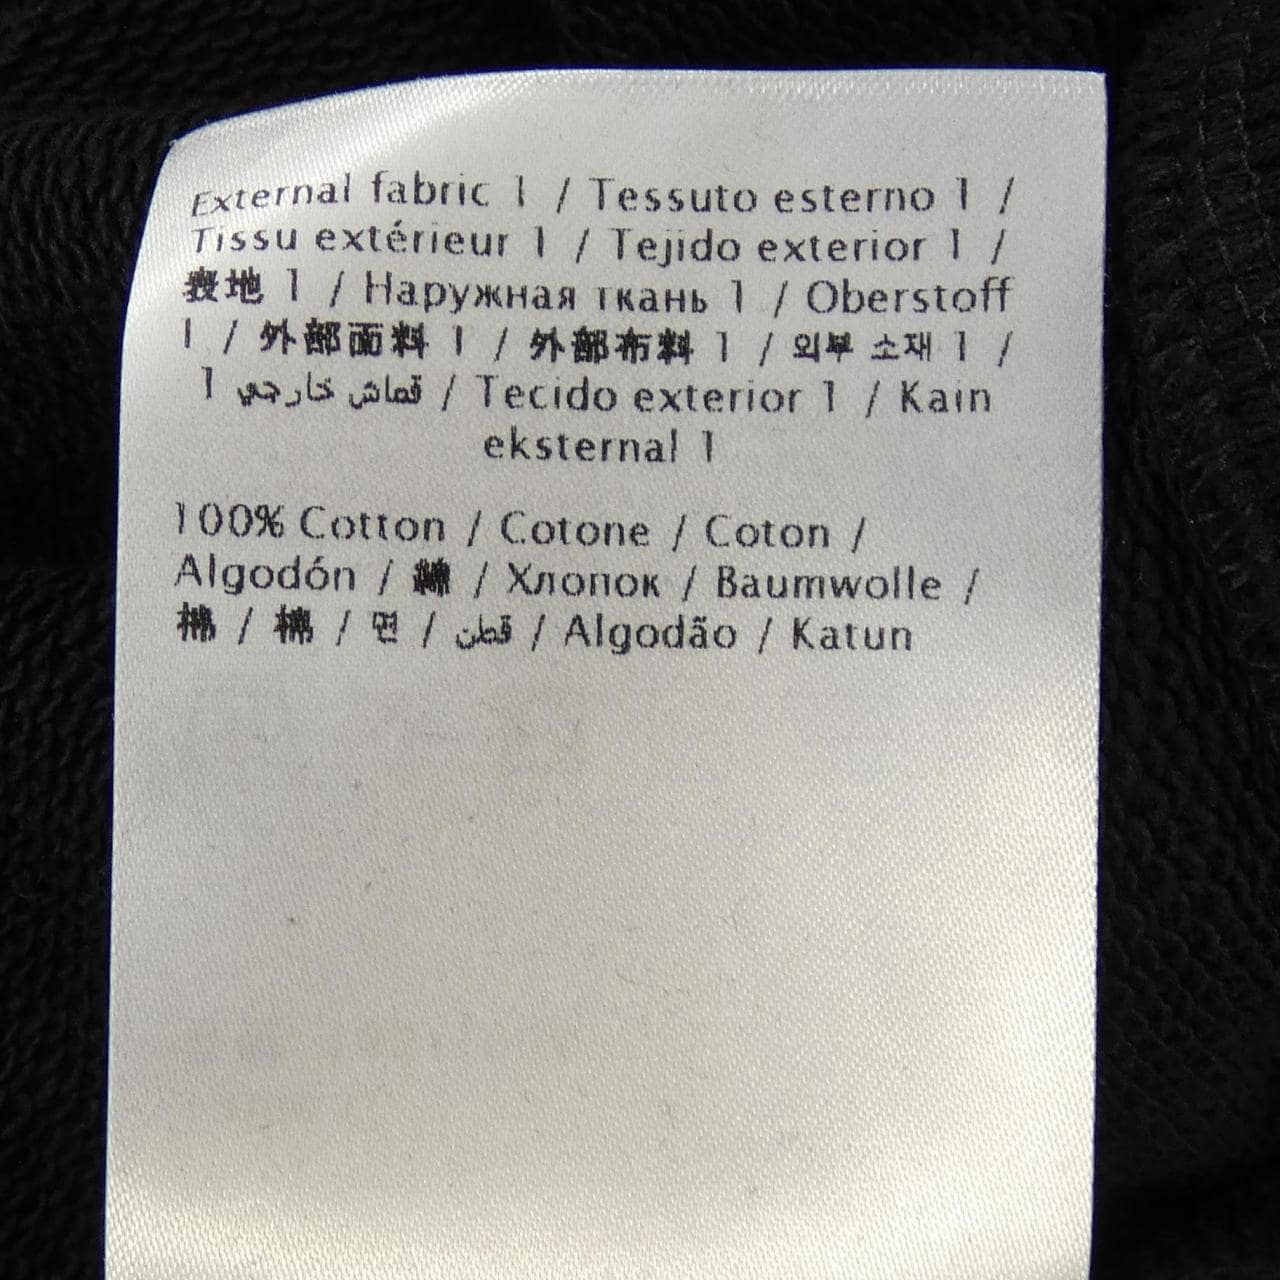 External fabric 1 / Tessuto esterno 1 /
Tissu extérieur 1 / Tejido exterior 1 /
表地 1 / Наружная ткань 1 / Oberstoff
1 / 外部面料 1 / 外部布料 1 / 외부 소재 1 /
قماش خارجي 1 / Tecido exterior 1 / Kain
eksternal 1
100% Cotton / Cotone / Coton /
Algodón / 綿 / Хлопок / Baumwolle /
棉 / 棉 / 면 / قطن / Algodão / Katun